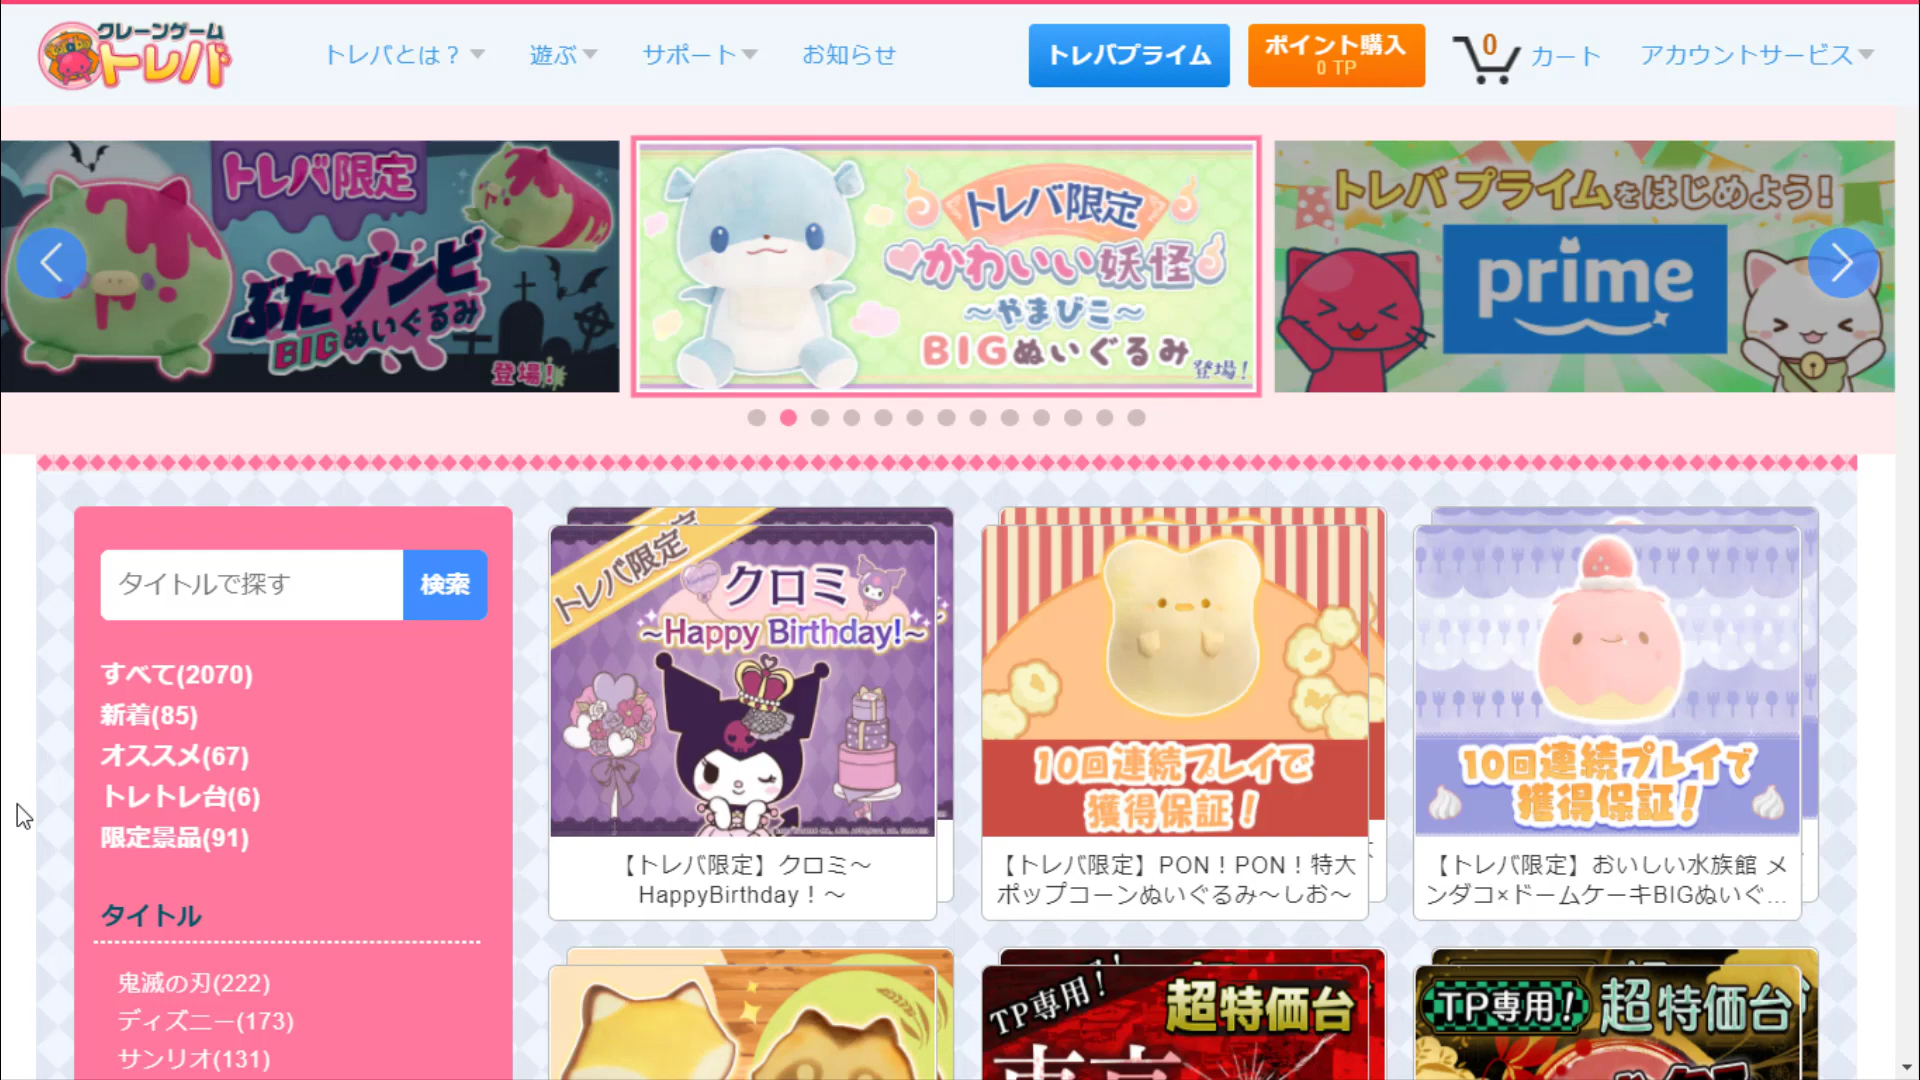 クレーンゲーム
トレバ
トレバとは？
遊ぶ
サポート
お知らせ
トレバプライム
ポイント購入
0 TP
0
カート
アカウントサービス
トレバ限定
ぶたゾンビ
BIGぬいぐるみ
登場！
トレバ限定
かわいい妖怪
～やまびこ～
BIGぬいぐるみ
登場！
トレバプライムをはじめよう！
prime
タイトルで探す
検索
すべて(2070)
新着(85)
オススメ(67)
トレトレ台(6)
限定景品(91)
タイトル
鬼滅の刃(222)
ディズニー(173)
サンリオ(131)
トレバ限定
クロミ
~Happy Birthday!~
【トレバ限定】クロミ～
HappyBirthday！～
10回連続プレイで
獲得保証！
【トレバ限定】PON！PON！特大
ポップコーンぬいぐるみ～しお～
10回連続プレイで
獲得保証！
【トレバ限定】おいしい水族館 メ
ンダコ×ドームケーキBIGぬいぐ...
TP専用！
超特価台
TP専用！
超特価台